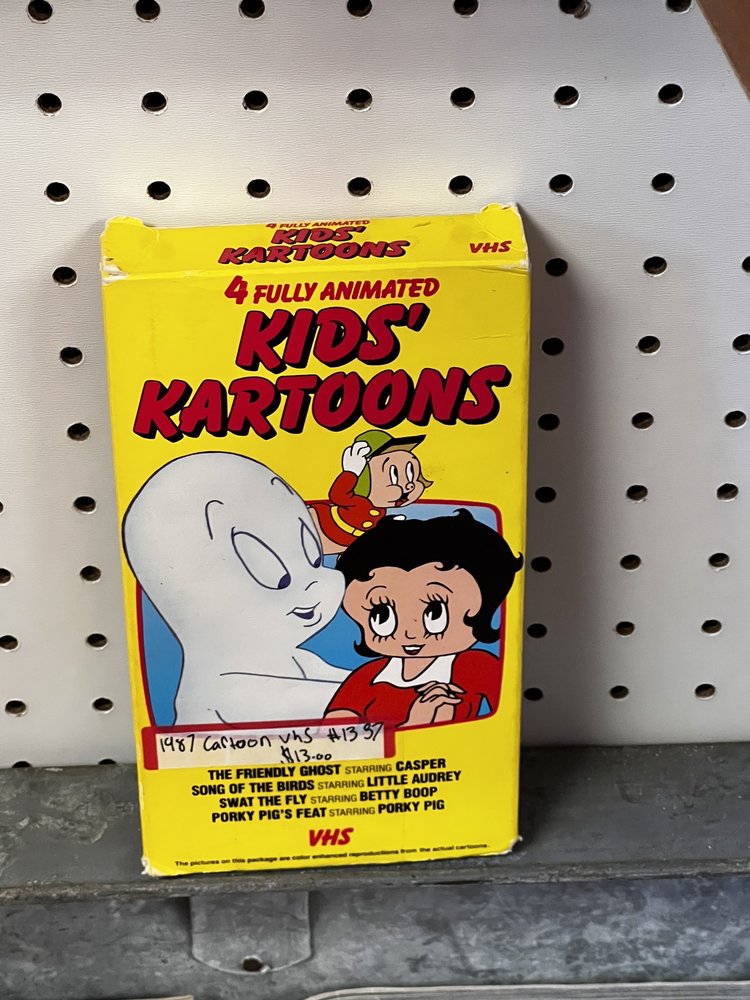 4 FULLY ANIMATED
KIDS'
KARTOONS
VHS
4 FULLY ANIMATED
KIDS'
KARTOONS
1987 Cartoon vhs #1357
$13.00
THE FRIENDLY GHOST STARRING CASPER
SONG OF THE BIRDS STARRING LITTLE AUDREY
SWAT THE FLY STARRING BETTY BOOP
PORKY PIG'S FEAT STARRING PORKY PIG
VHS
The pictures on this package are color enhanced reproductions from the actual cartoons.